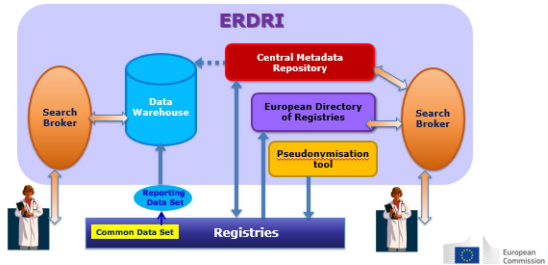 ERDRI
Central Metadata
Repository
Search
Broker
Data
Warehouse
European Directory
of Registries
Search
Broker
Pseudonymisation
tool
Reporting
Data Set
Common Data Set
Registries
European
Commission